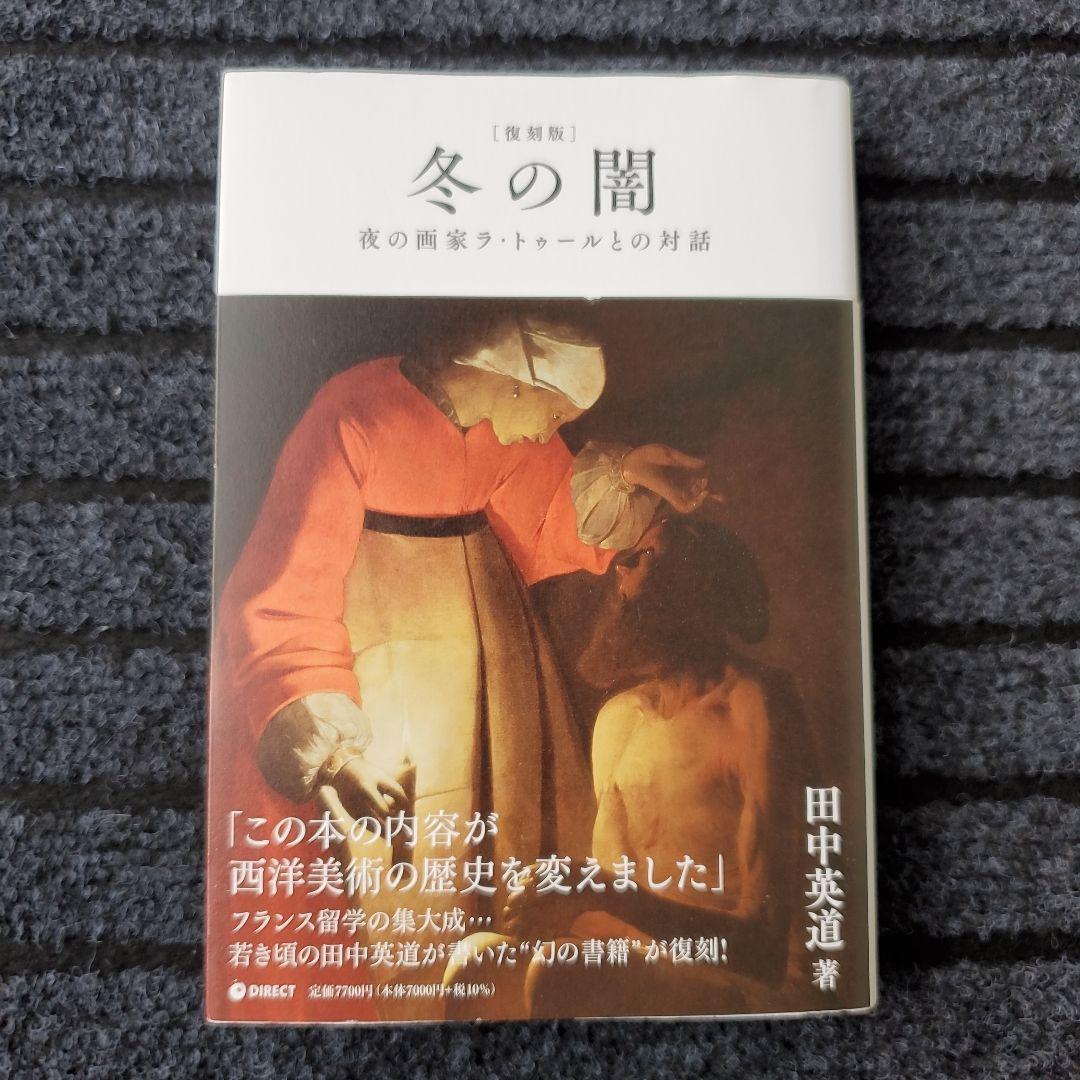 ［復刻版］
冬の闇
夜の画家ラ・トゥールとの対話
「この本の内容が
西洋美術の歴史を変えました」
フランス留学の集大成…
若き頃の田中英道が書いた“幻の書籍”が復刻！
DIRECT 定価7700円（本体7000円+税10%）
田中英道 著